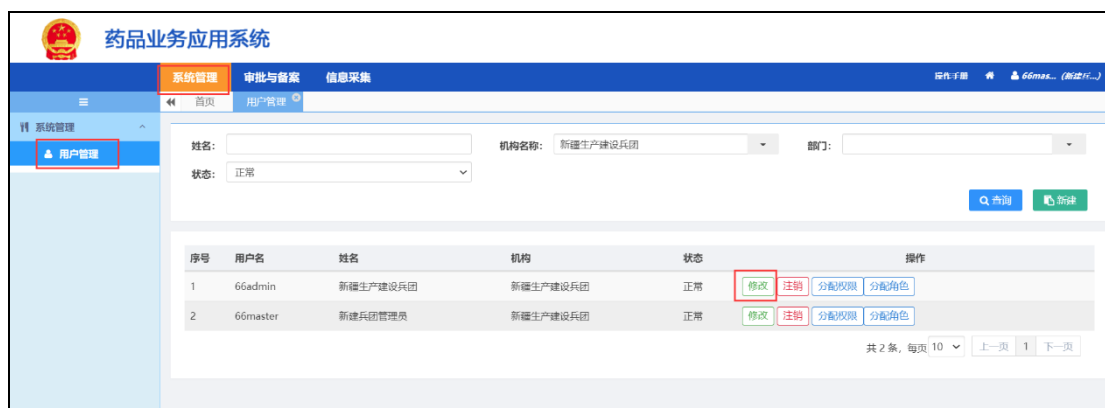 药品业务应用系统
系统管理 审批与备案 信息采集 操作手册 66mas... (新建兵...)
首页 用户管理
系统管理
用户管理
姓名: 机构名称: 新疆生产建设兵团 部门:
状态: 正常
查询 新建
序号 用户名 姓名 机构 状态 操作
1 66admin 新疆生产建设兵团 新疆生产建设兵团 正常 修改 注销 分配权限 分配角色
2 66master 新建兵团管理员 新疆生产建设兵团 正常 修改 注销 分配权限 分配角色
共 2 条, 每页 10 上一页 1 下一页